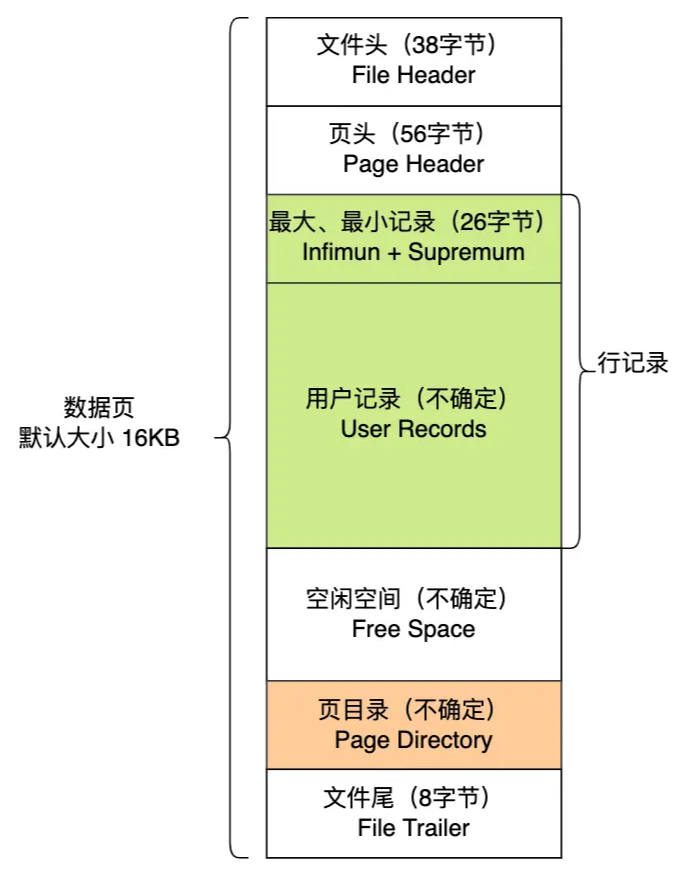 文件头（38字节）
File Header
页头（56字节）
Page Header
最大、最小记录（26字节）
Infimun + Supremum
用户记录（不确定）
User Records
行记录
数据页
默认大小 16KB
空闲空间（不确定）
Free Space
页目录（不确定）
Page Directory
文件尾（8字节）
File Trailer